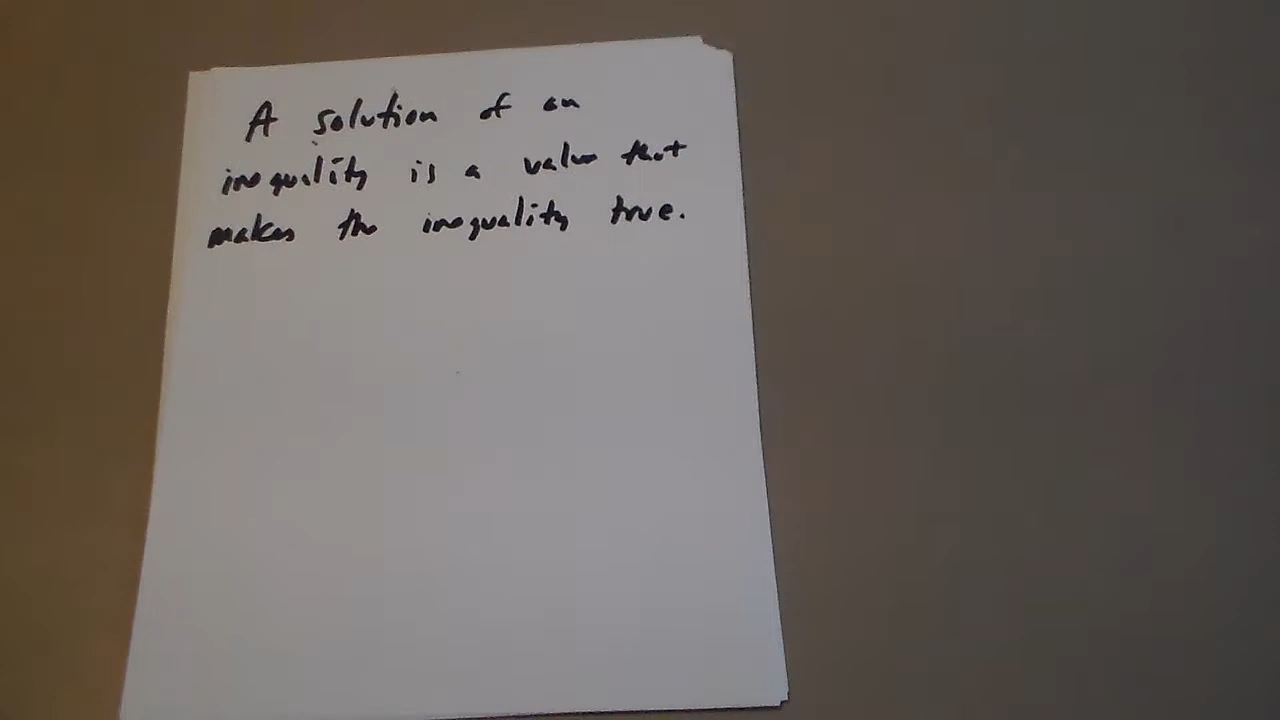 A solution of an
inequality is a value that
makes the inequality true.